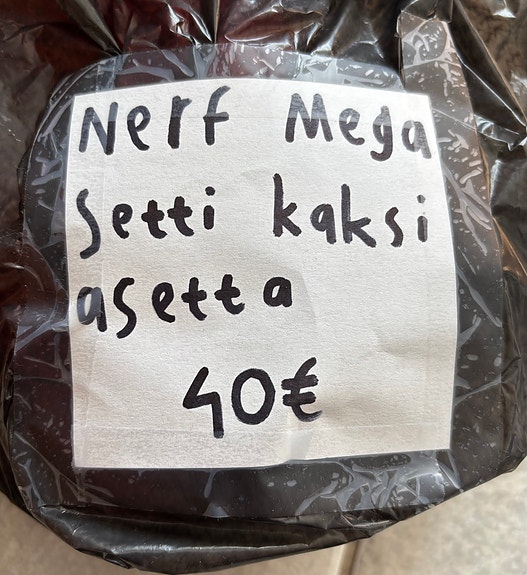 Nerf Mega
Setti kaksi
asetta
40€